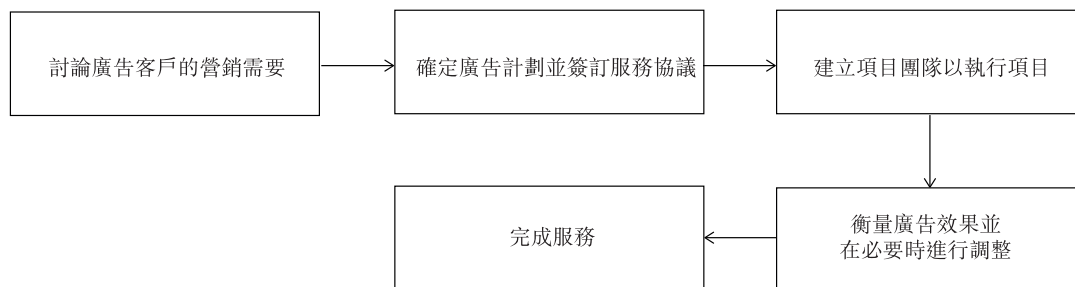 討論廣告客戶的營銷需要
確定廣告計劃並簽訂服務協議
建立項目團隊以執行項目
衡量廣告效果並
在必要時進行調整
完成服務